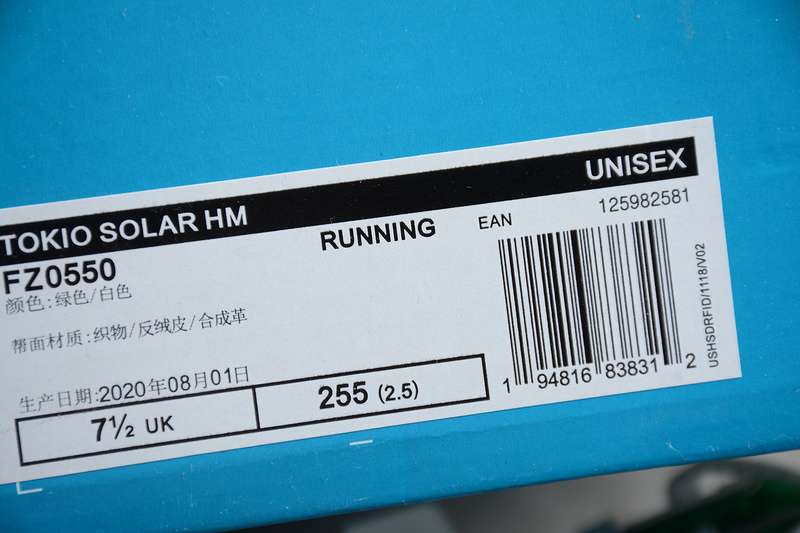 UNISEX
TOKIO SOLAR HM
125982581
RUNNING
EAN
FZ0550
颜色:绿色/白色
帮面材质:织物/反绒皮/合成革
生产日期:2020年08月01日
7½ UK
255 (2.5)
1 94816 83831 2
USHSDRFID/1118/V02